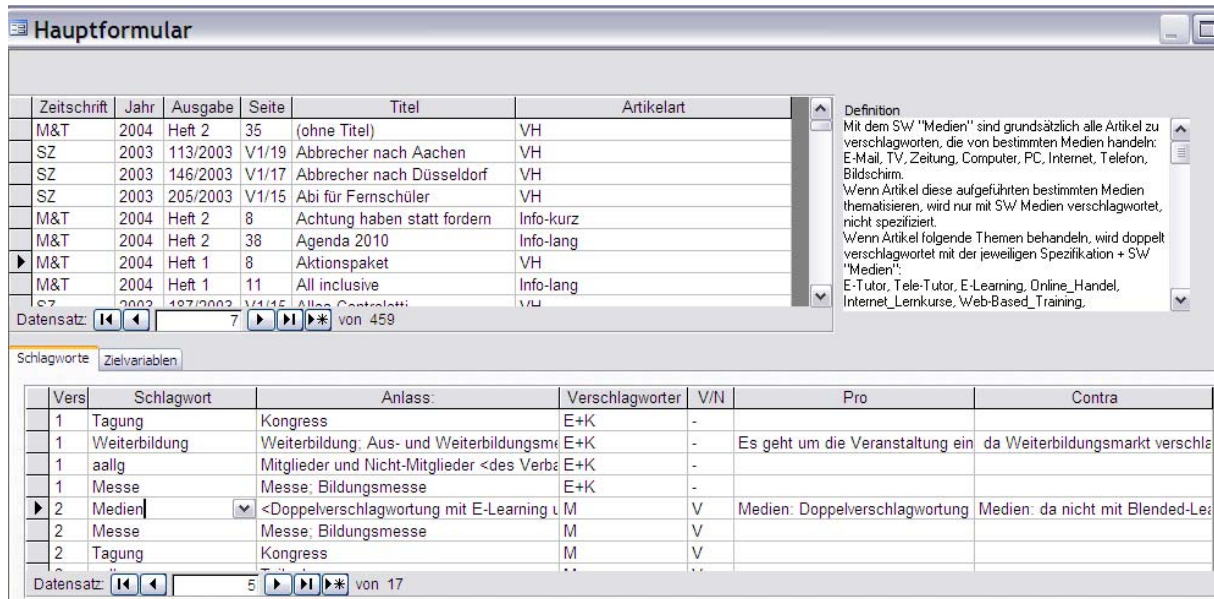 Hauptformular
Zeitschrift Jahr Ausgabe Seite Titel Artikelart
M&T 2004 Heft 2 35 (ohne Titel) VH
SZ 2003 113/2003 V1/19 Abbrecher nach Aachen VH
SZ 2003 146/2003 V1/17 Abbrecher nach Düsseldorf VH
SZ 2003 205/2003 V1/15 Abi für Fernschüler VH
M&T 2004 Heft 2 8 Achtung haben statt fordern Info-kurz
M&T 2004 Heft 2 38 Agenda 2010 Info-lang
M&T 2004 Heft 1 8 Aktionspaket VH
M&T 2004 Heft 1 11 All inclusive Info-lang
SZ 2003 187/2003 V1/15 VH
Datensatz: 7 von 459
Definition
Mit dem SW "Medien" sind grundsätzlich alle Artikel zu
verschlagworten, die von bestimmten Medien handeln:
E-Mail, TV, Zeitung, Computer, PC, Internet, Telefon,
Bildschirm.
Wenn Artikel diese aufgeführten bestimmten Medien
thematisieren, wird nur mit SW Medien verschlagwortet,
nicht spezifiziert.
Wenn Artikel folgende Themen behandeln, wird doppelt
verschlagwortet mit der jeweiligen Spezifikation + SW
"Medien":
E-Tutor, Tele-Tutor, E-Learning, Online_Handel,
Internet_Lernkurse, Web-Based_Training,
Schlagworte Zielvariablen
Vers Schlagwort Anlass: Verschlagworter V/N Pro Contra
1 Tagung Kongress E+K -
1 Weiterbildung Weiterbildung; Aus- und Weiterbildungsme E+K - Es geht um die Veranstaltung ein da Weiterbildungsmarkt verschla
1 aallg Mitglieder und Nicht-Mitglieder <des Verba E+K -
1 Messe Messe; Bildungsmesse E+K -
2 Medien <Doppelverschlagwortung mit E-Learning u M V Medien: Doppelverschlagwortung Medien: da nicht mit Blended-Lea
2 Messe Messe; Bildungsmesse M V
2 Tagung Kongress M V
Datensatz: 5 von 17